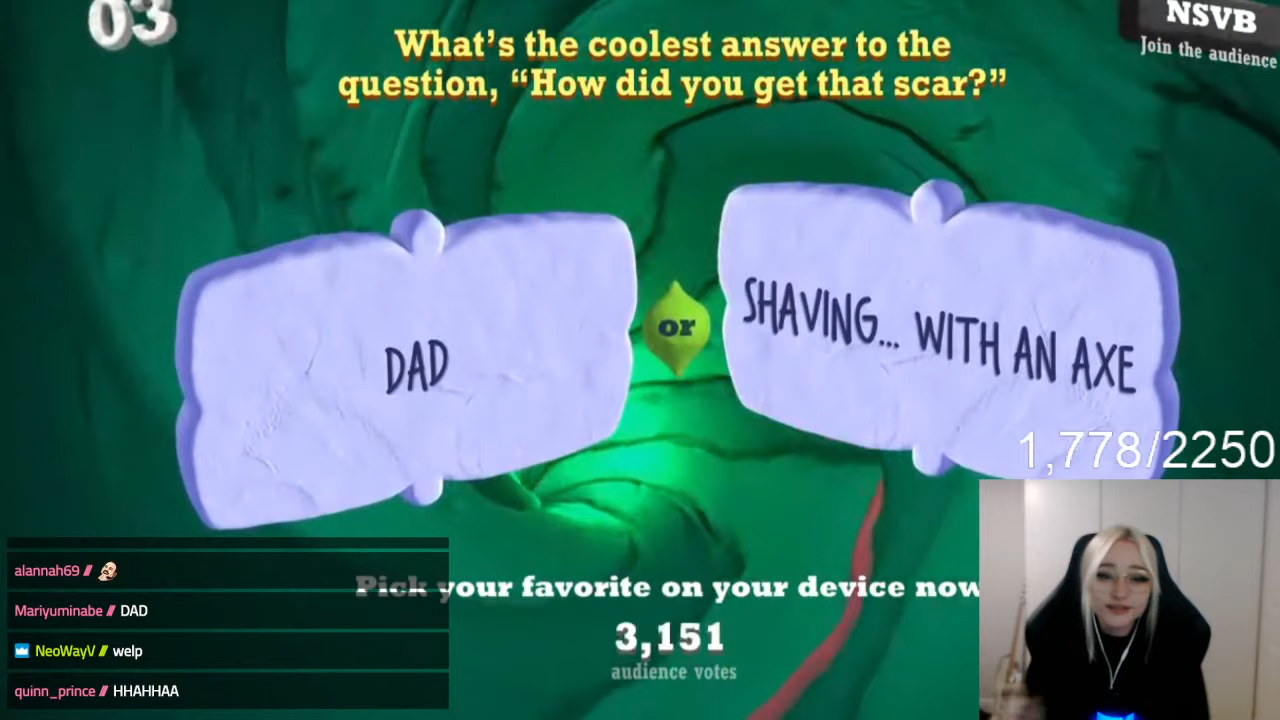 03
What's the coolest answer to the
question, “How did you get that scar?”
NSVB
Join the audience
DAD
or
SHAVING... WITH AN AXE
1,778/2250
Pick your favorite on your device now
3,151
audience votes
alannah69 //
Mariyuminabe // DAD
NeoWayV // welp
quinn_prince // HHAHHAA